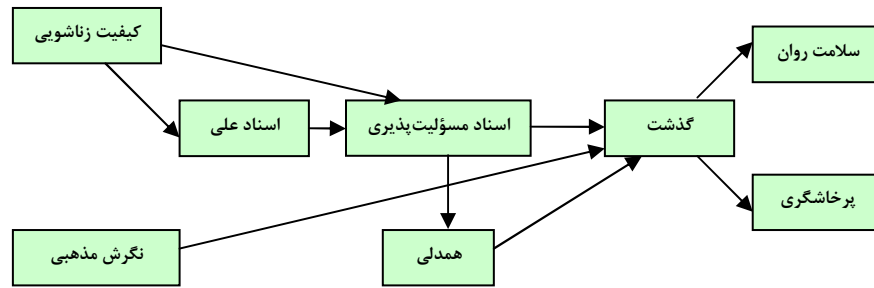 کیفیت زناشویی
سلامت روان
اسناد علی
اسناد مسؤلیت‌پذیری
گذشت
پرخاشگری
نگرش مذهبی
همدلی